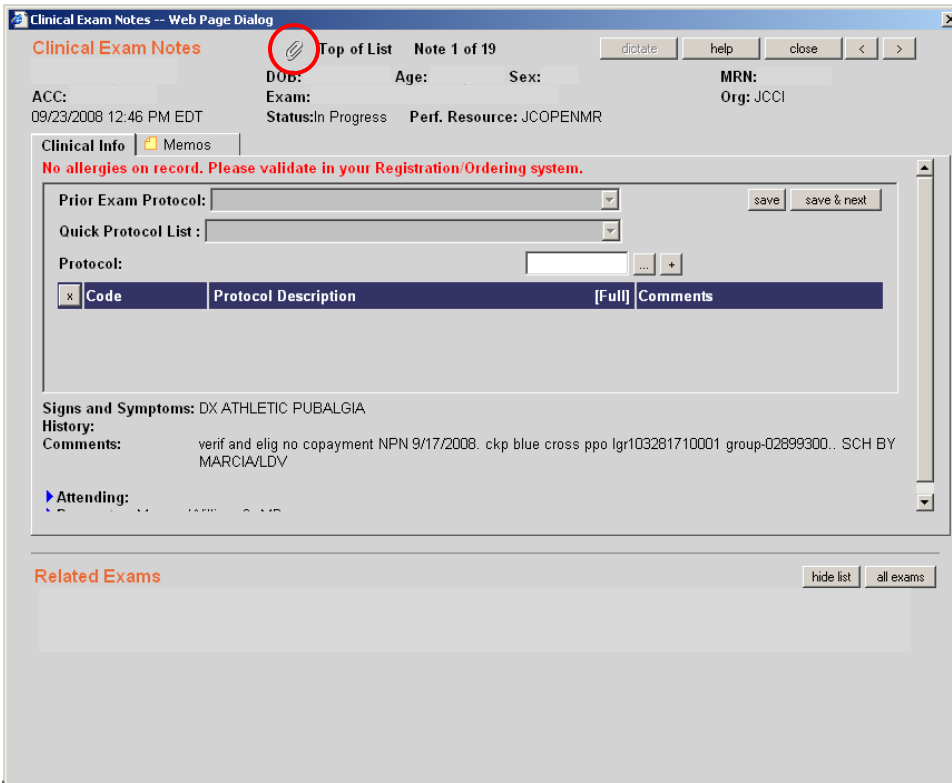 Clinical Exam Notes -- Web Page Dialog
Clinical Exam Notes Top of List Note 1 of 19 dictate help close < >
DOB: Age: Sex: MRN:
ACC: Exam: Org: JCCI
09/23/2008 12:46 PM EDT Status:In Progress Perf. Resource: JCOPENMR
Clinical Info Memos
No allergies on record. Please validate in your Registration/Ordering system.
Prior Exam Protocol: save save & next
Quick Protocol List :
Protocol: ... +
x Code Protocol Description [Full] Comments
Signs and Symptoms: DX ATHLETIC PUBALGIA
History:
Comments: verif and elig no copayment NPN 9/17/2008. ckp blue cross ppo lgr103281710001 group-02899300.. SCH BY
MARCIA/LDV
Attending:
Related Exams hide list all exams